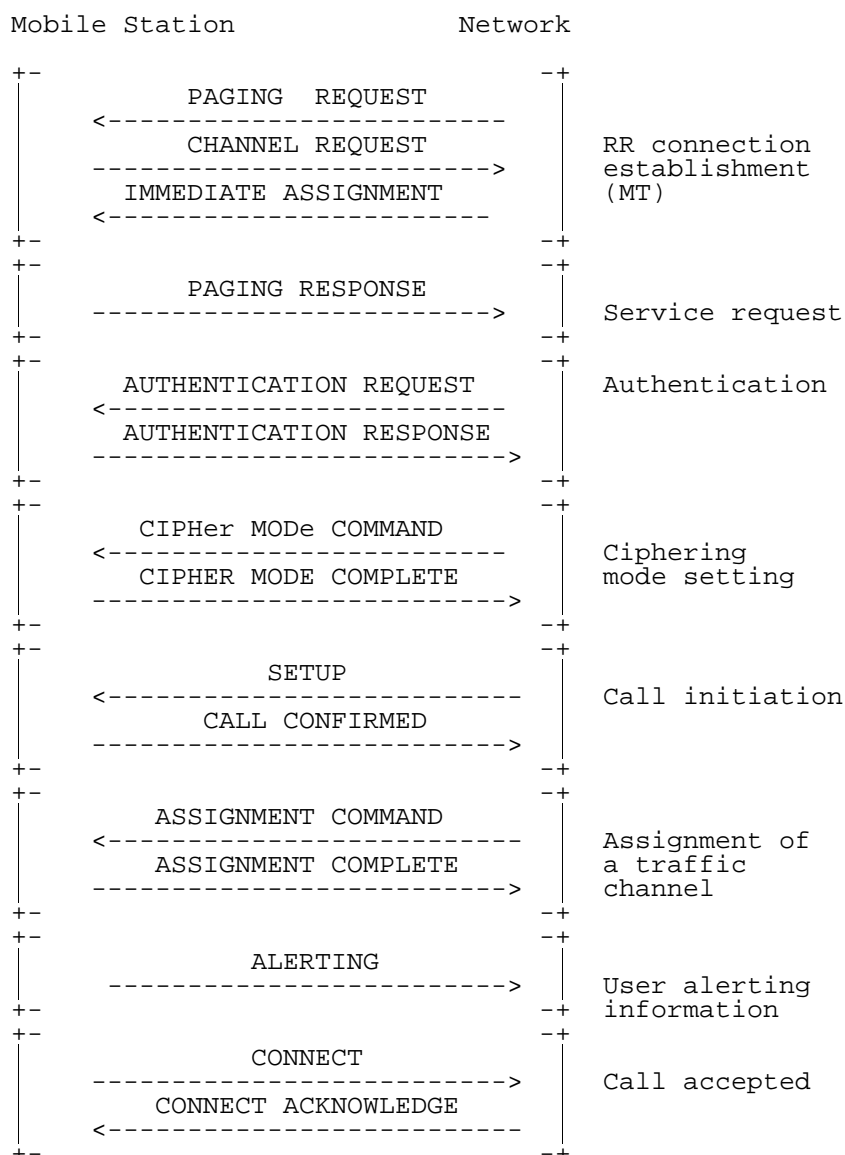 Mobile Station Network
PAGING REQUEST
CHANNEL REQUEST RR connection
establishment
IMMEDIATE ASSIGNMENT (MT)
PAGING RESPONSE
Service request
AUTHENTICATION REQUEST Authentication
AUTHENTICATION RESPONSE
CIPHer MODe COMMAND
Ciphering
CIPHER MODE COMPLETE mode setting
SETUP
Call initiation
CALL CONFIRMED
ASSIGNMENT COMMAND
Assignment of
ASSIGNMENT COMPLETE a traffic
channel
ALERTING
User alerting
information
CONNECT
Call accepted
CONNECT ACKNOWLEDGE